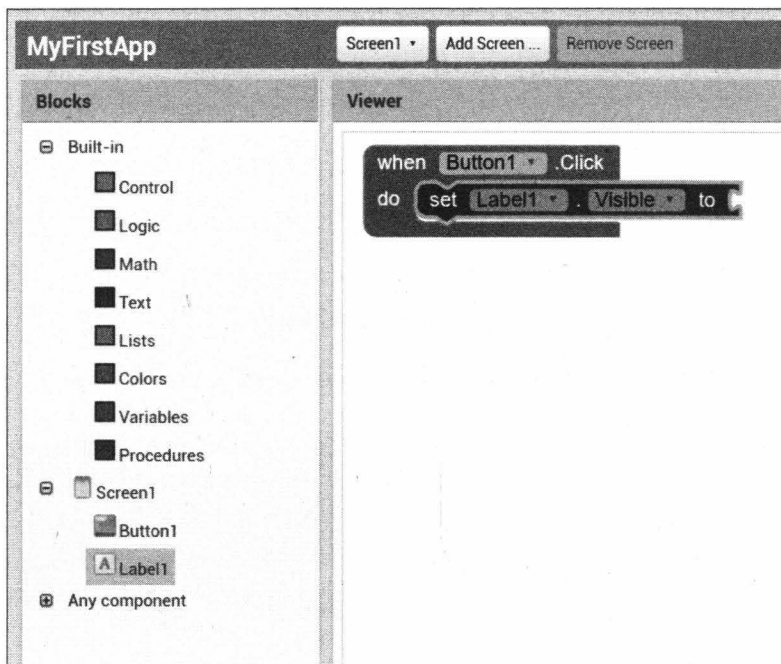 MyFirstApp Screen1 Add Screen ... Remove Screen
Blocks
Built-in
Control
Logic
Math
Text
Lists
Colors
Variables
Procedures
Screen1
Button1
A Label1
Any component
Viewer
when Button1 .Click
do set Label1 . Visible to